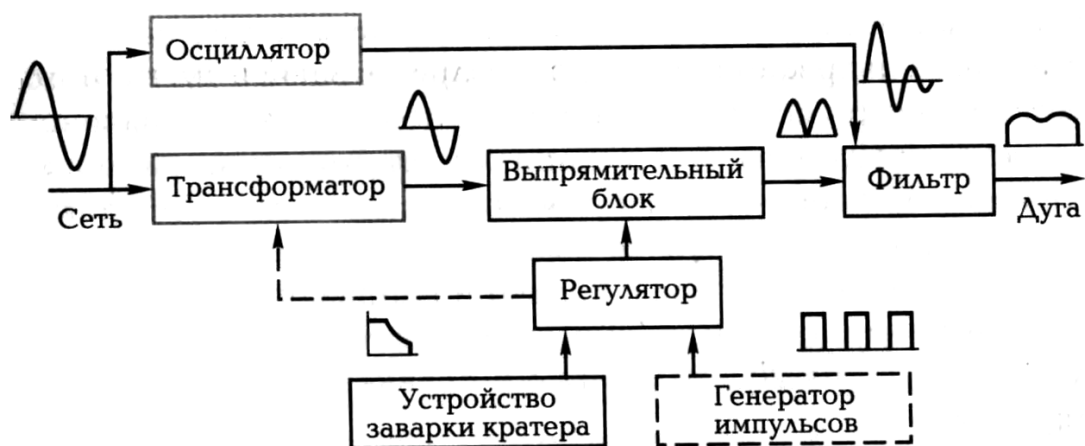 Осциллятор
Трансформатор
Выпрямительный
блок
Фильтр
Сеть
Дуга
Регулятор
Устройство
заварки кратера
Генератор
импульсов